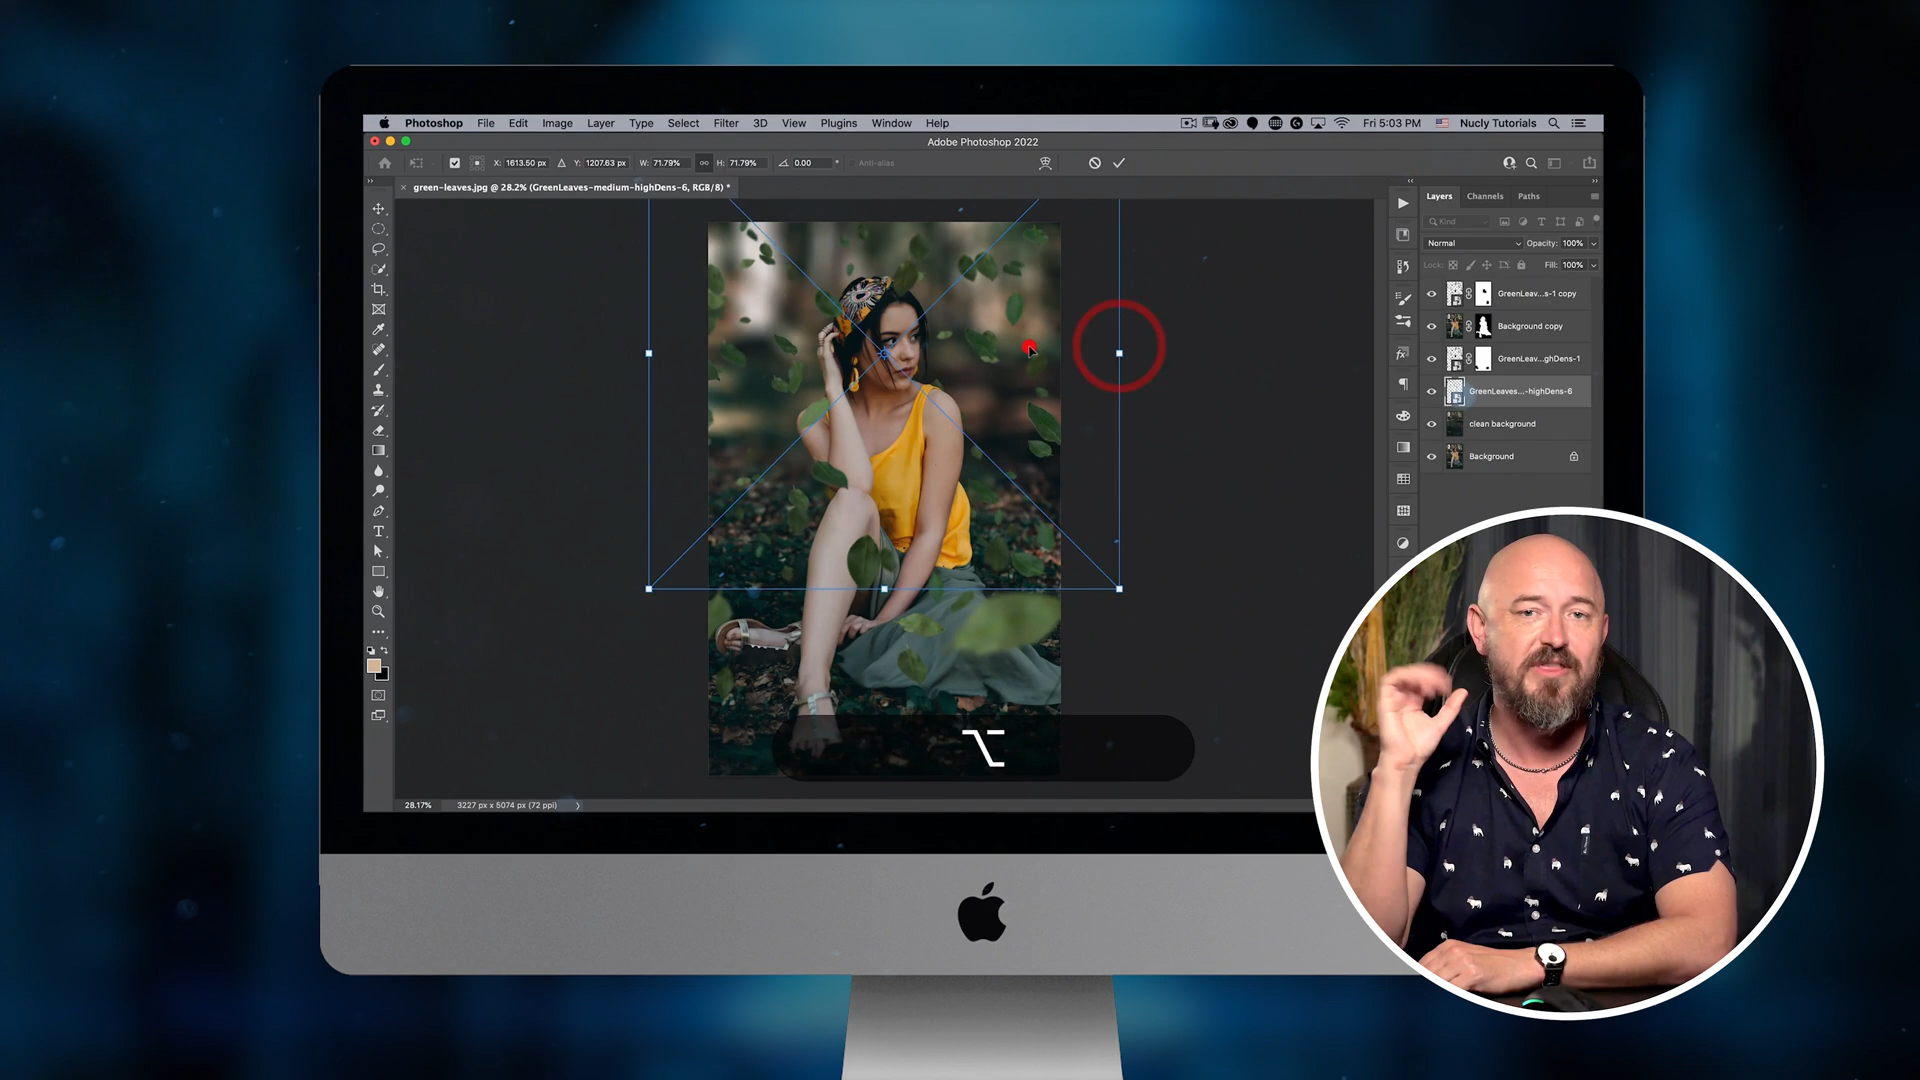 Photoshop File Edit Image Layer Type Select Filter 3D View Plugins Window Help Fri 5:03 PM Nucly Tutorials
Adobe Photoshop 2022
X: 1613.50 px Y: 1207.63 px W: 71.79% H: 71.79% 0.00 ° Anti-alias
× green-leaves.jpg @ 28.2% (GreenLeaves-medium-highDens-6, RGB/8) *
Layers Channels Paths
Kind
Normal Opacity: 100%
Lock: Fill: 100%
GreenLeav...s-1 copy
Background copy
GreenLeav...ghDens-1
GreenLeaves...-highDens-6
clean background
Background
⌥
28.17% 3227 px x 5074 px (72 ppi)